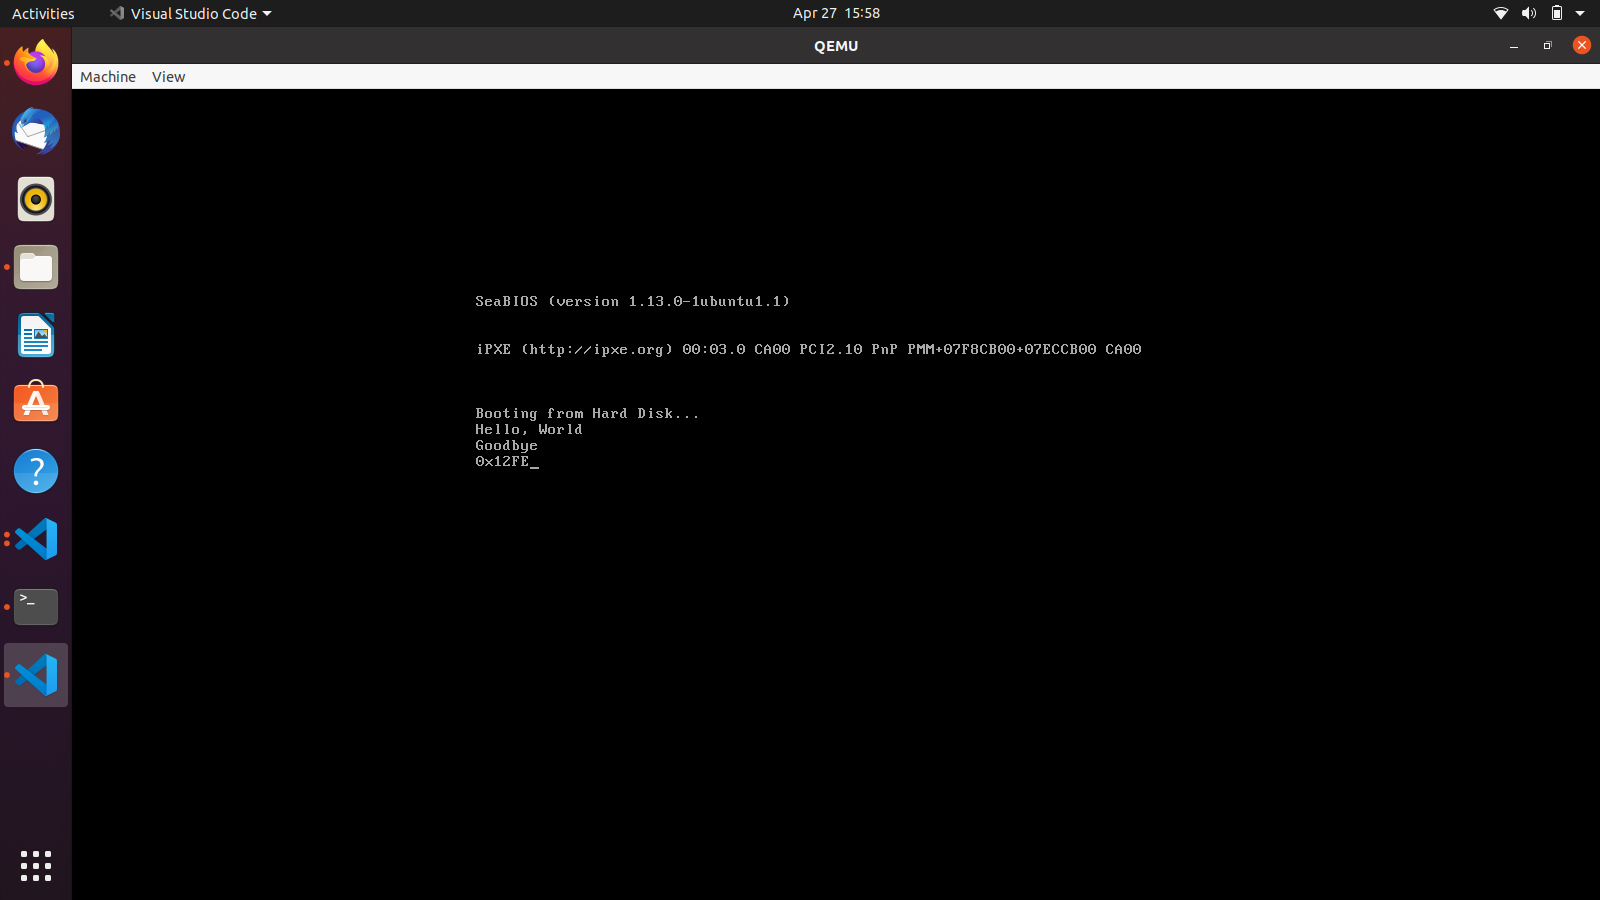 Activities Visual Studio Code Apr 27 15:58
QEMU
Machine View
SeaBIOS (version 1.13.0-1ubuntu1.1)
iPXE (http://ipxe.org) 00:03.0 CA00 PCI2.10 PnP PMM+07F8CB00+07ECCB00 CA00
Booting from Hard Disk...
Hello, World
Goodbye
0x12FE_